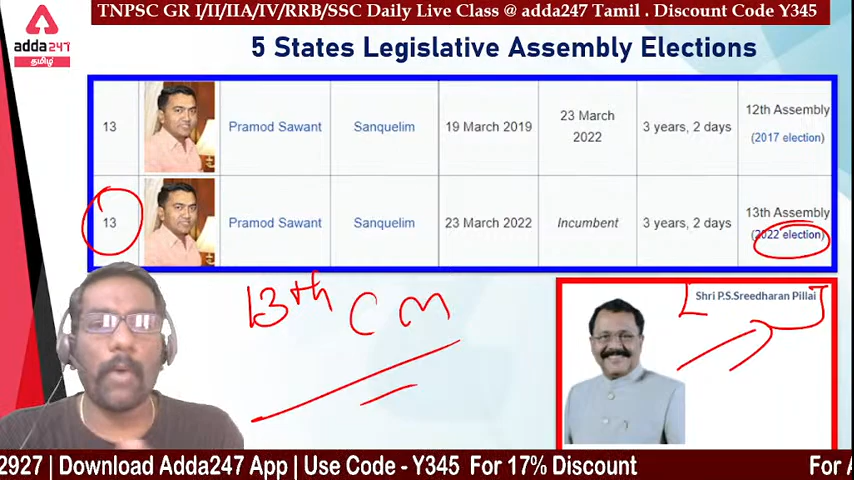 TNPSC GR I/II/IIA/IV/RRB/SSC Daily Live Class @ adda247 Tamil . Discount Code Y345
adda247
தமிழ்
5 States Legislative Assembly Elections
13 Pramod Sawant Sanquelim 19 March 2019 23 March 2022 3 years, 2 days 12th Assembly (2017 election)
13 Pramod Sawant Sanquelim 23 March 2022 Incumbent 3 years, 2 days 13th Assembly (2022 election)
13th CM
Shri P.S.Sreedharan Pillai
2927 | Download Adda247 App | Use Code - Y345 For 17% Discount For A